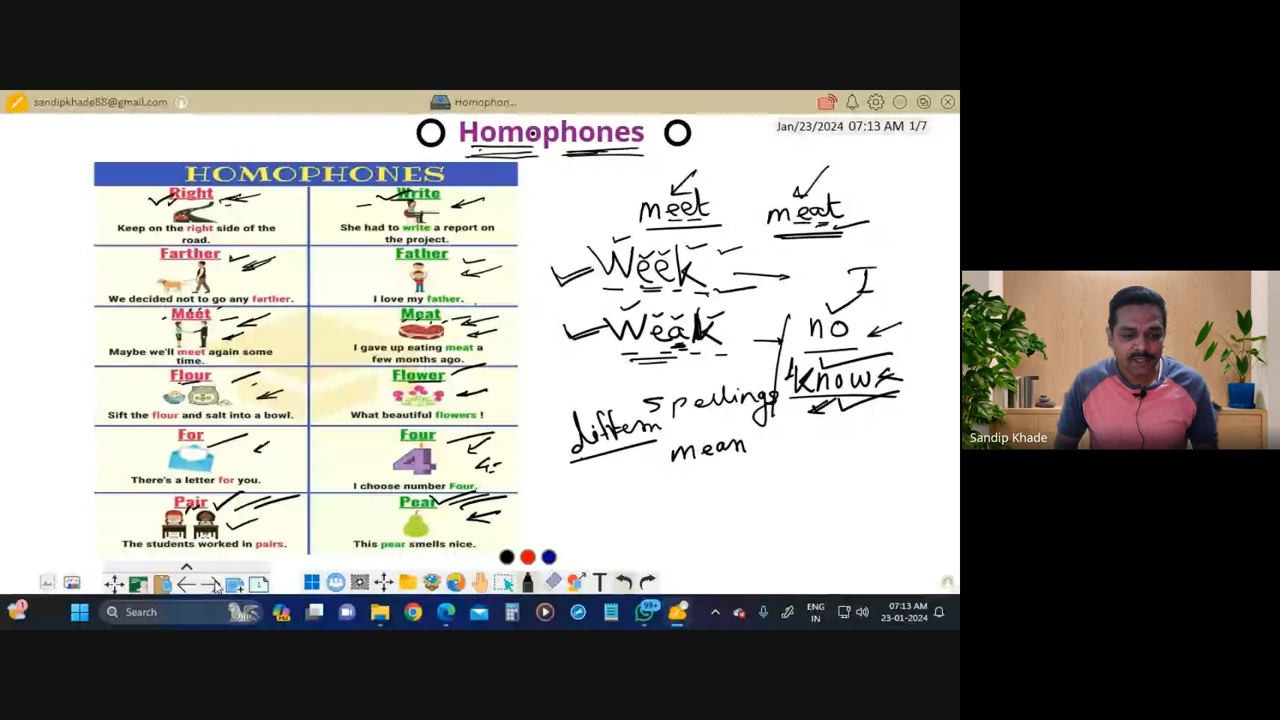 sandipkhade88@gmail.com
Homophon...
Homophones
Jan/23/2024 07:13 AM 1/7
HOMOPHONES
Right
Keep on the right side of the
road.
Write
She had to write a report on
the project.
Farther
We decided not to go any farther.
Father
I love my father.
Meet
Maybe we'll meet again some
time.
Meat
I gave up eating meat a
few months ago.
Flour
Sift the flour and salt into a bowl.
Flower
What beautiful flowers !
For
There's a letter for you.
Four
4
I choose number Four.
Pair
The students worked in pairs.
Pear
This pear smells nice.
meet meat
Week
Weak
I
no
know
spellings
mean
Sandip Khade
1
T
1
Search
PRE
99+
ENG
IN
07:13 AM
23-01-2024